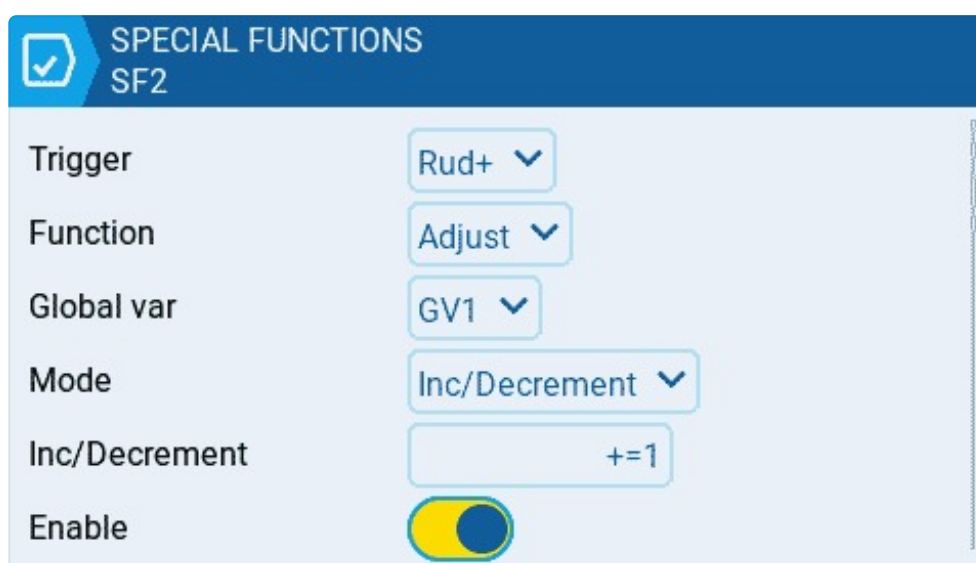 SPECIAL FUNCTIONS
SF2
Trigger Rud+
Function Adjust
Global var GV1
Mode Inc/Decrement
Inc/Decrement +=1
Enable